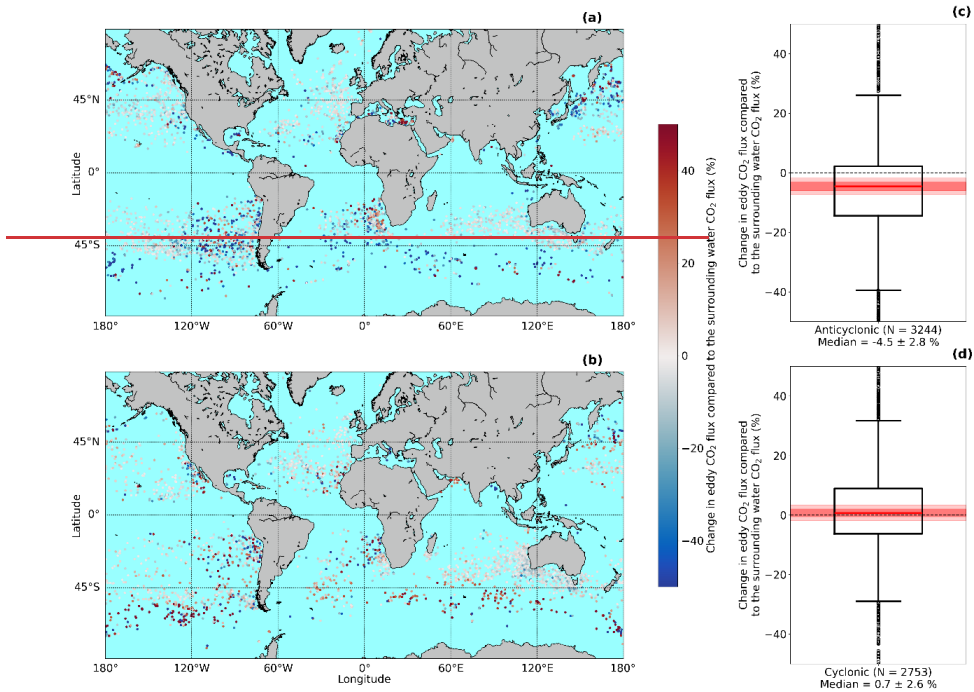 (a)
45°N
0°
45°S
Latitude
180°
120°W
60°W
0°
60°E
120°E
180°
(b)
45°N
0°
45°S
Latitude
180°
120°W
60°W
0°
60°E
120°E
180°
Longitude
40
20
0
−20
−40
Change in eddy CO₂ flux compared to the surrounding water CO₂ flux (%)
(c)
40
20
0
−20
−40
Change in eddy CO₂ flux compared
to the surrounding water CO₂ flux (%)
Anticyclonic (N = 3244)
Median = -4.5 ± 2.8 %
(d)
40
20
0
−20
−40
Change in eddy CO₂ flux compared
to the surrounding water CO₂ flux (%)
Cyclonic (N = 2753)
Median = 0.7 ± 2.6 %